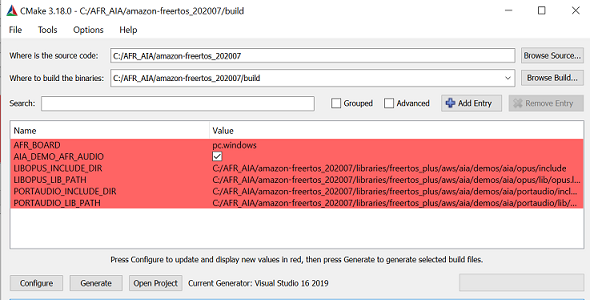 CMake 3.18.0 - C:/AFR_AIA/amazon-freertos_202007/build
File Tools Options Help
Where is the source code: C:/AFR_AIA/amazon-freertos_202007 Browse Source...
Where to build the binaries: C:/AFR_AIA/amazon-freertos_202007/build Browse Build...
Search: Grouped Advanced Add Entry Remove Entry
Name Value
AFR_BOARD pc.windows
AIA_DEMO_AFR_AUDIO
LIBOPUS_INCLUDE_DIR C:/AFR_AIA/amazon-freertos_202007/libraries/freertos_plus/aws/aia/demos/aia/opus/include
LIBOPUS_LIB_PATH C:/AFR_AIA/amazon-freertos_202007/libraries/freertos_plus/aws/aia/demos/aia/opus/lib/opus.l...
PORTAUDIO_INCLUDE_DIR C:/AFR_AIA/amazon-freertos_202007/libraries/freertos_plus/aws/aia/demos/aia/portaudio/incl...
PORTAUDIO_LIB_PATH C:/AFR_AIA/amazon-freertos_202007/libraries/freertos_plus/aws/aia/demos/aia/portaudio/lib/...
Press Configure to update and display new values in red, then press Generate to generate selected build files.
Configure Generate Open Project Current Generator: Visual Studio 16 2019